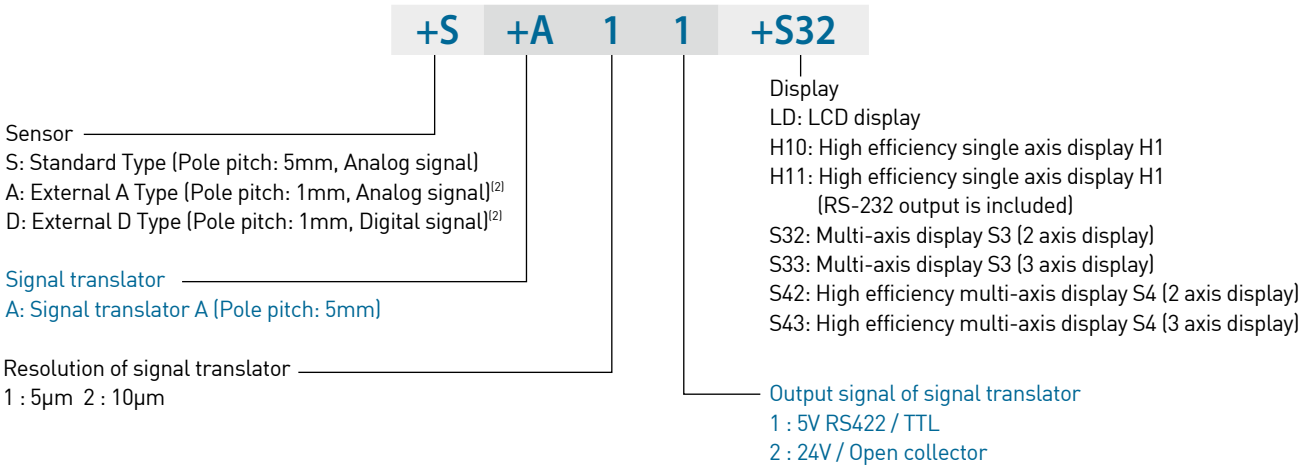 +S +A 1 1 +S32
Sensor
S: Standard Type (Pole pitch: 5mm, Analog signal)
A: External A Type (Pole pitch: 1mm, Analog signal)(2)
D: External D Type (Pole pitch: 1mm, Digital signal)(2)
Signal translator
A: Signal translator A (Pole pitch: 5mm)
Resolution of signal translator
1 : 5μm 2 : 10μm
Display
LD: LCD display
H10: High efficiency single axis display H1
H11: High efficiency single axis display H1
(RS-232 output is included)
S32: Multi-axis display S3 (2 axis display)
S33: Multi-axis display S3 (3 axis display)
S42: High efficiency multi-axis display S4 (2 axis display)
S43: High efficiency multi-axis display S4 (3 axis display)
Output signal of signal translator
1 : 5V RS422 / TTL
2 : 24V / Open collector